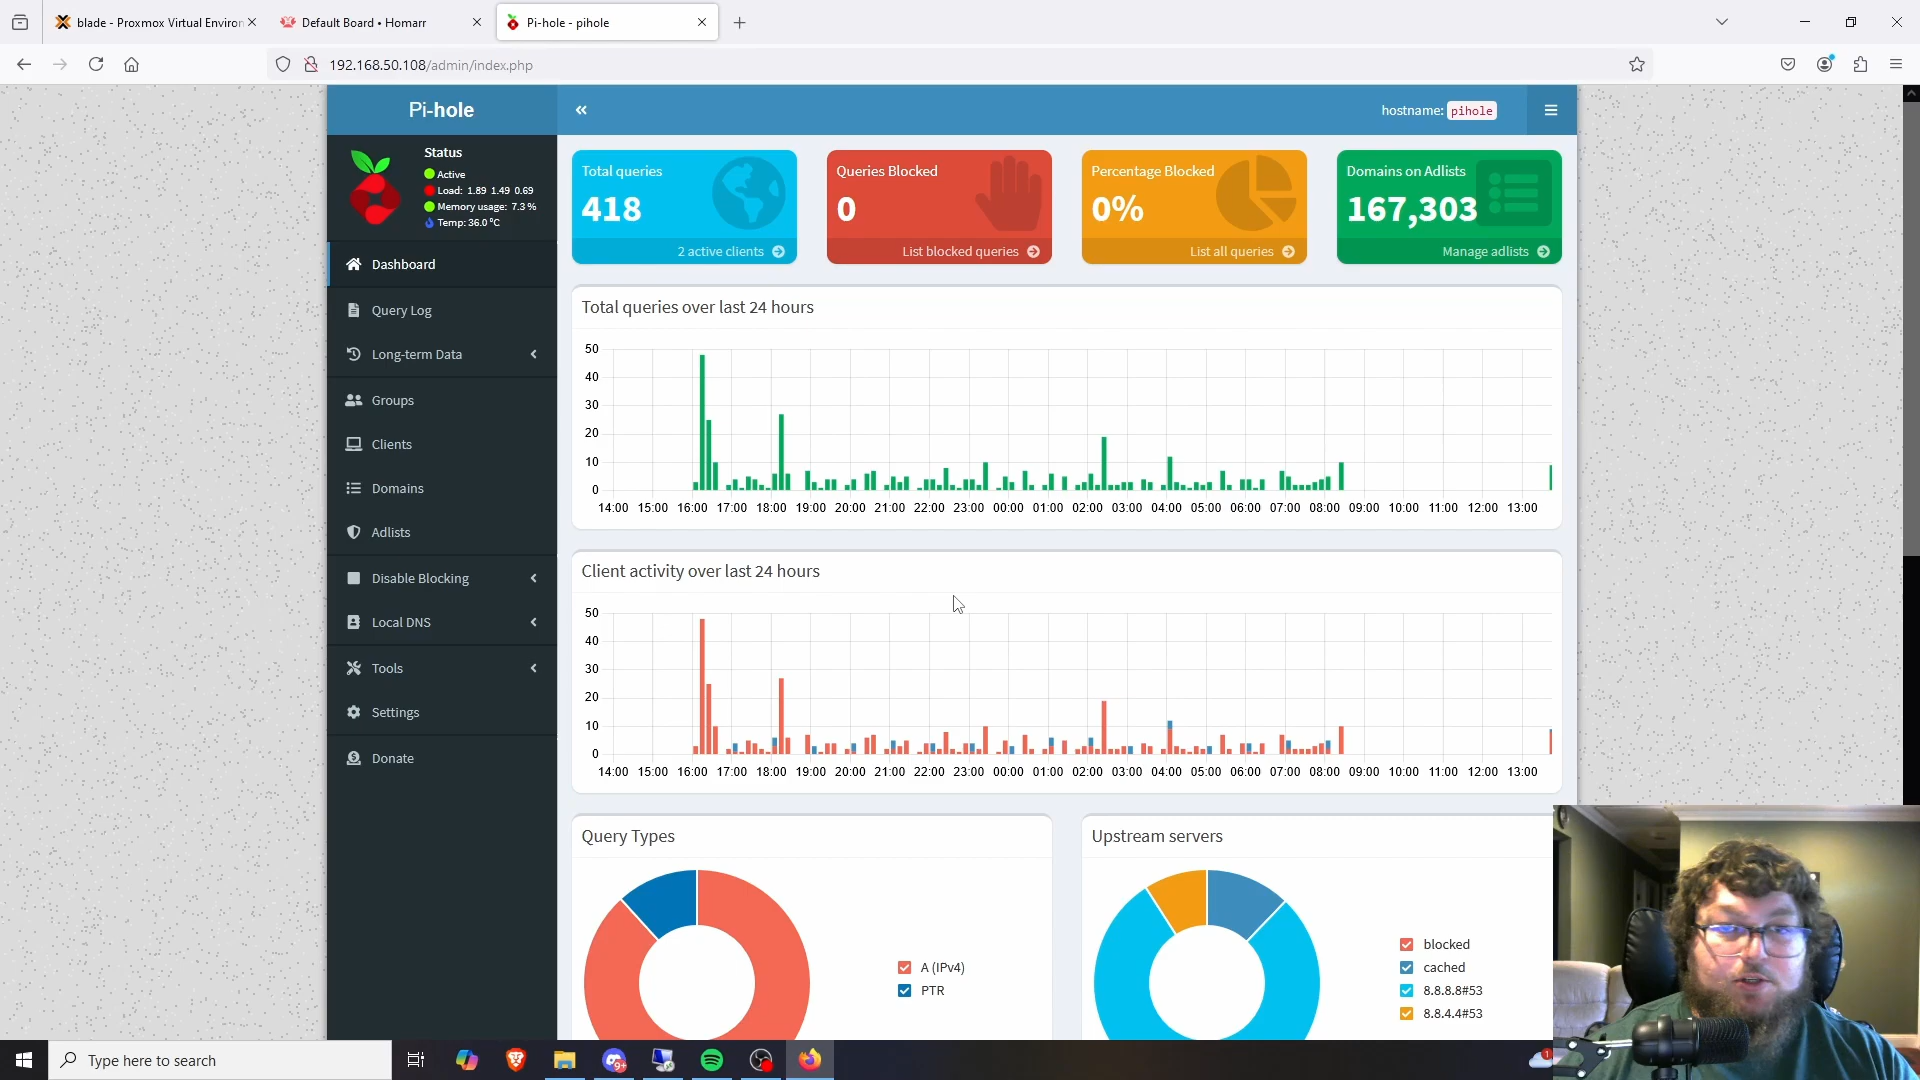 blade - Proxmox Virtual Environ
Default Board • Homarr
Pi-hole - pihole
192.168.50.108/admin/index.php
Pi-hole
hostname: pihole
Status
Active
Load: 1.89 1.49 0.69
Memory usage: 7.3 %
Temp: 36.0 °C
Dashboard
Query Log
Long-term Data
Groups
Clients
Domains
Adlists
Disable Blocking
Local DNS
Tools
Settings
Donate
Total queries
418
2 active clients
Queries Blocked
0
List blocked queries
Percentage Blocked
0%
List all queries
Domains on Adlists
167,303
Manage adlists
Total queries over last 24 hours
50
40
30
20
10
0
14:00 15:00 16:00 17:00 18:00 19:00 20:00 21:00 22:00 23:00 00:00 01:00 02:00 03:00 04:00 05:00 06:00 07:00 08:00 09:00 10:00 11:00 12:00 13:00
Client activity over last 24 hours
50
40
30
20
10
0
14:00 15:00 16:00 17:00 18:00 19:00 20:00 21:00 22:00 23:00 00:00 01:00 02:00 03:00 04:00 05:00 06:00 07:00 08:00 09:00 10:00 11:00 12:00 13:00
Query Types
A (IPv4)
PTR
Upstream servers
blocked
cached
8.8.8.8#53
8.8.4.4#53
Type here to search
9+
1